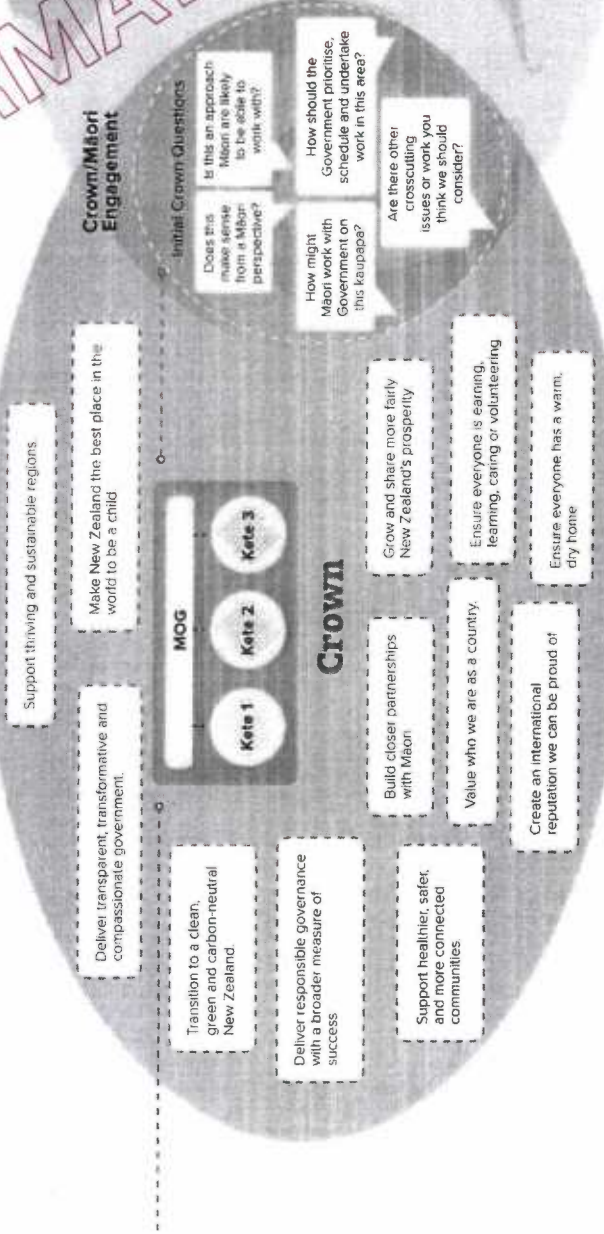 Support thriving and sustainable regions
Deliver transparent, transformative and
compassionate government.
Make New Zealand the best place in the
world to be a child
Transition to a clean,
green and carbon-neutral
New Zealand.
MOG
Kete 1
Kete 2
Kete 3
Deliver responsible governance
with a broader measure of
success
Crown
Build closer partnerships
with Māori
Grow and share more fairly
New Zealand's prosperity
Support healthier, safer,
and more connected
communities
Value who we are as a country.
Ensure everyone is earning,
learning, caring or volunteering
Create an international
reputation we can be proud of
Ensure everyone has a warm,
dry home
Crown/Māori
Engagement
Initial Crown Questions
Does this
make sense
from a Māori
perspective?
Is this an approach
Māori are likely
to be able to
work with?
How might
Māori work with
Government on
this kaupapa?
How should the
Government prioritise,
schedule and undertake
work in this area?
Are there other
crosscutting
issues or work you
think we should
consider?